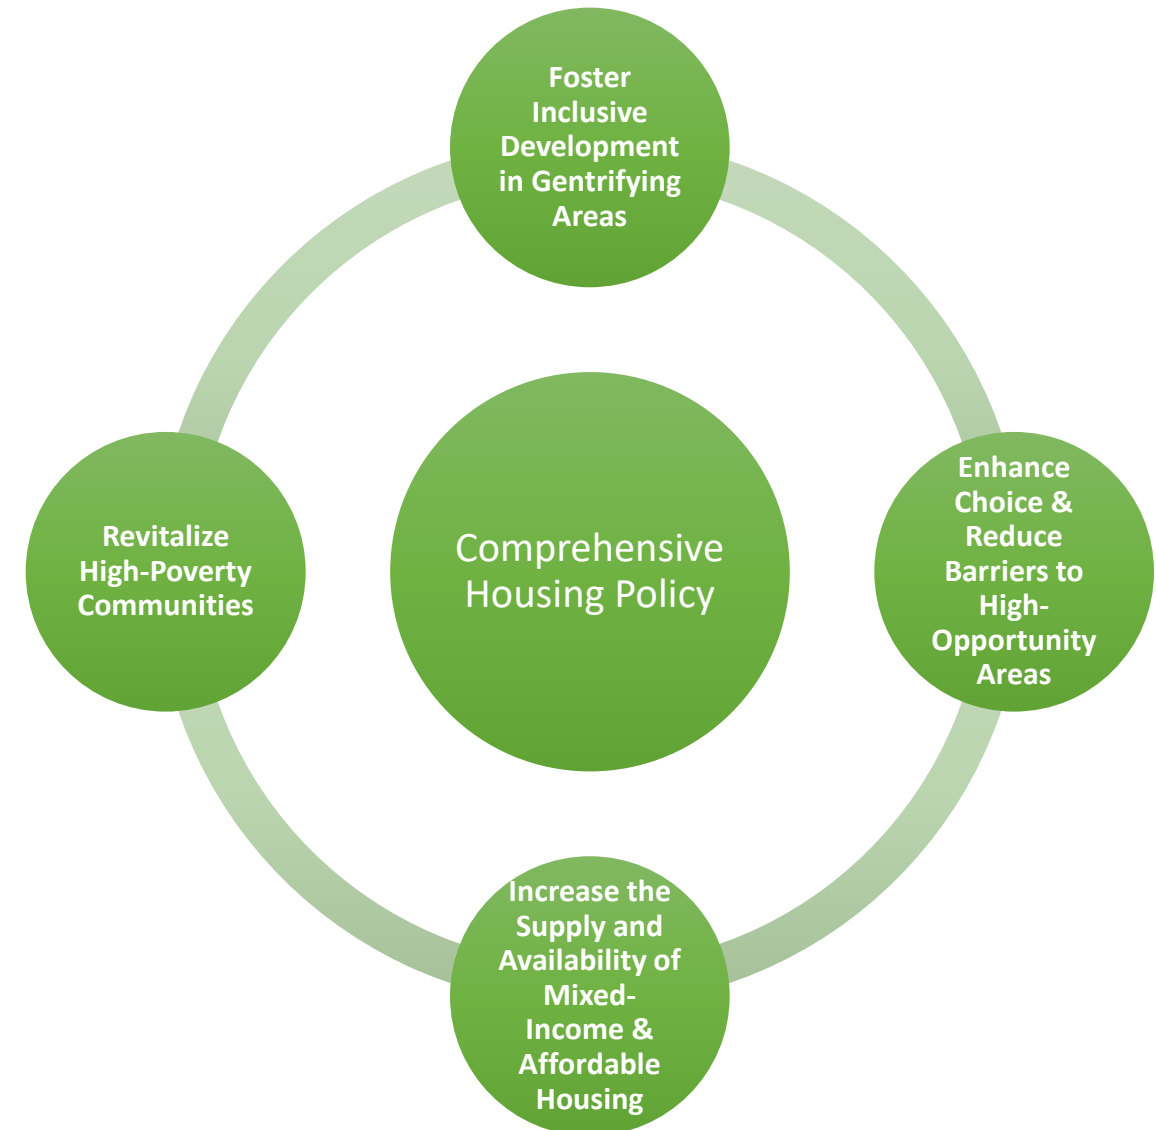 Foster
Inclusive
Development
in Gentrifying
Areas
Enhance
Choice &
Reduce
Barriers to
High-
Opportunity
Areas
Increase the
Supply and
Availability of
Mixed-
Income &
Affordable
Housing
Revitalize
High-Poverty
Communities
Comprehensive
Housing Policy